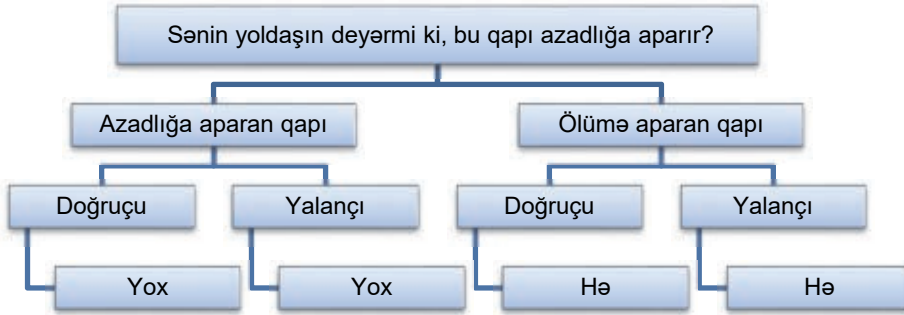 Sənin yoldaşın deyərmi ki, bu qapı azadlığa aparır?
Azadlığa aparan qapı
Ölümə aparan qapı
Doğruçu
Yalançı
Doğruçu
Yalançı
Yox
Yox
Hə
Hə